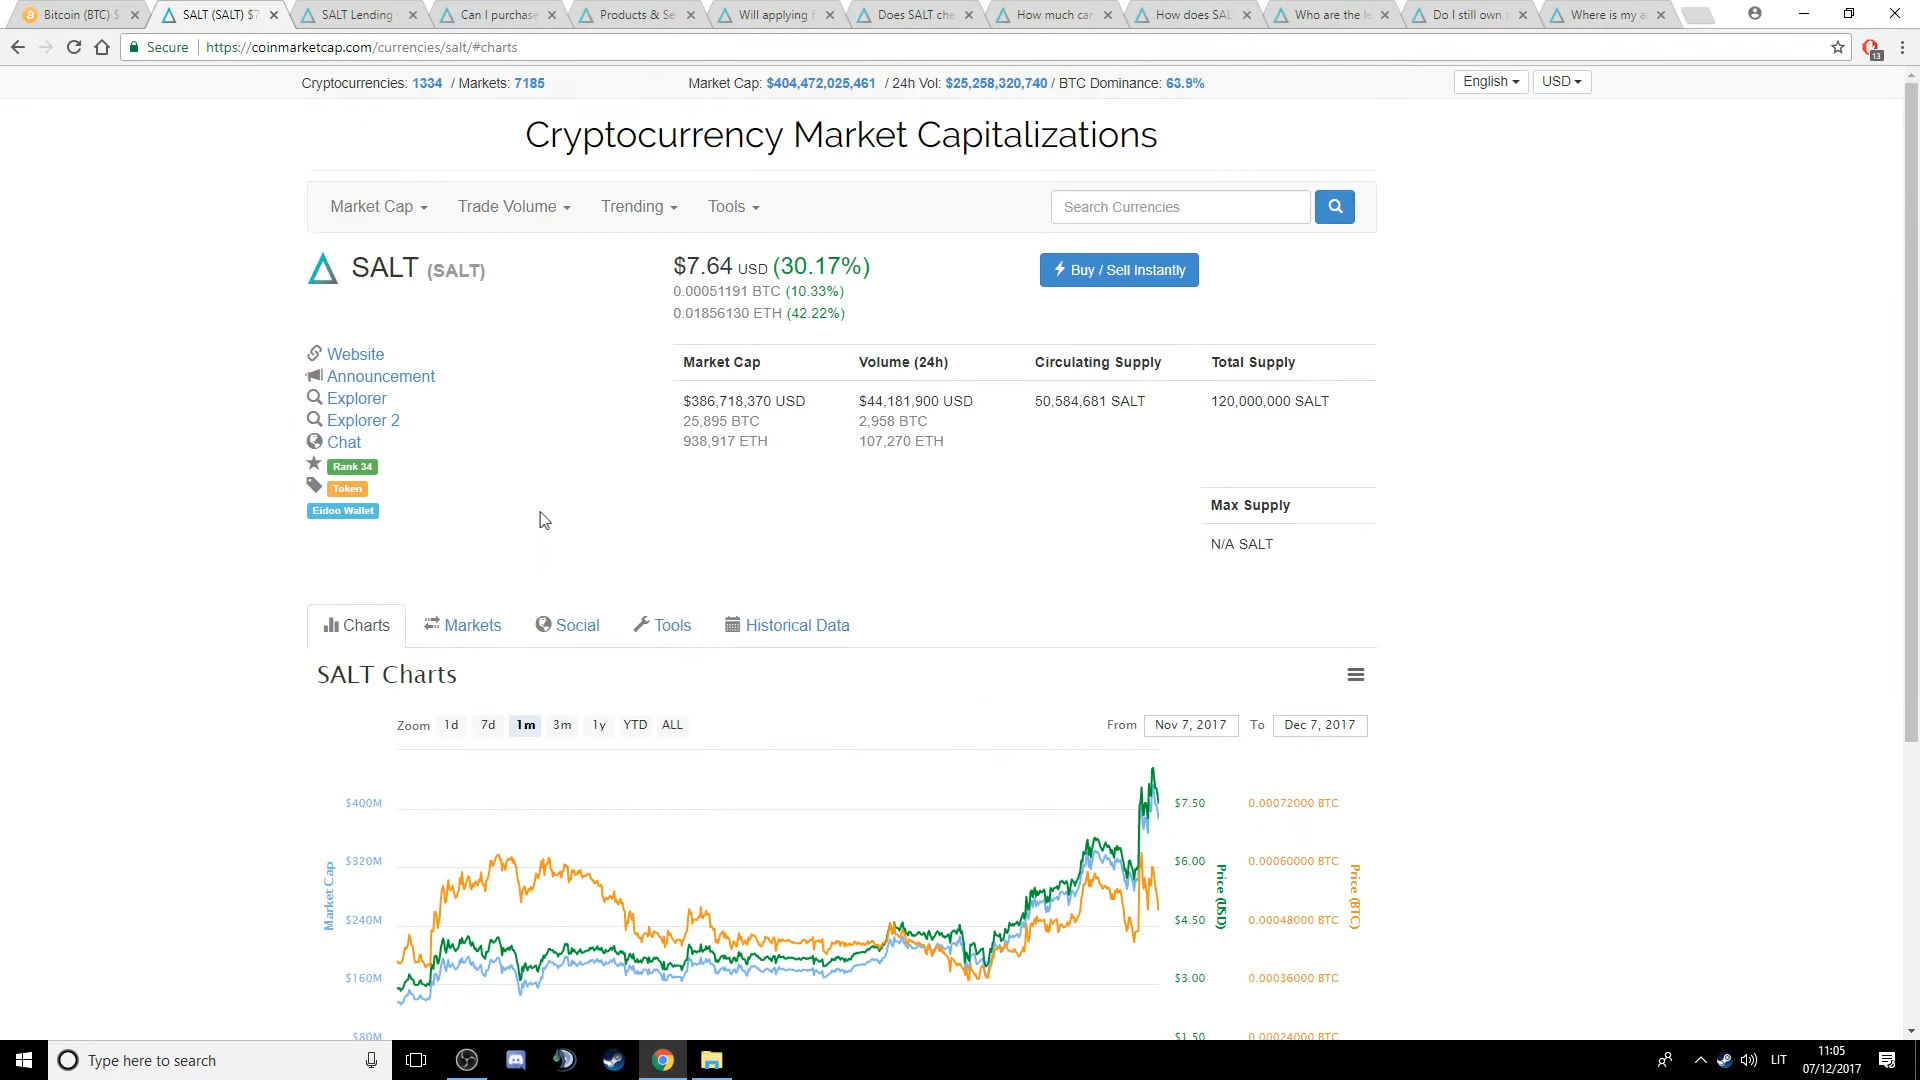 Bitcoin (BTC) $
SALT (SALT) $7
SALT Lending
Can I purchase
Products & Se
Will applying f
Does SALT che
How much can
How does SAL
Who are the le
Do I still own
Where is my a
Secure
https://coinmarketcap.com/currencies/salt/#charts
13
Cryptocurrencies: 1334 / Markets: 7185
Market Cap: $404,472,025,461 / 24h Vol: $25,258,320,740 / BTC Dominance: 63.9%
English
USD
Cryptocurrency Market Capitalizations
Market Cap
Trade Volume
Trending
Tools
Search Currencies
SALT (SALT)
$7.64 USD (30.17%)
0.00051191 BTC (10.33%)
0.01856130 ETH (42.22%)
Buy / Sell Instantly
Website
Announcement
Explorer
Explorer 2
Chat
Rank 34
Token
Eidoo Wallet
Market Cap
Volume (24h)
Circulating Supply
Total Supply
$386,718,370 USD
$44,181,900 USD
50,584,681 SALT
120,000,000 SALT
25,895 BTC
2,958 BTC
938,917 ETH
107,270 ETH
Max Supply
N/A SALT
Charts
Markets
Social
Tools
Historical Data
SALT Charts
Zoom 1d 7d 1m 3m 1y YTD ALL
From Nov 7, 2017 To Dec 7, 2017
$400M
$320M
$240M
$160M
$80M
Market Cap
$7.50
$6.00
$4.50
$3.00
$1.50
Price (USD)
0.00072000 BTC
0.00060000 BTC
0.00048000 BTC
0.00036000 BTC
0.00024000 BTC
Price (BTC)
Type here to search
LIT
11:05
07/12/2017